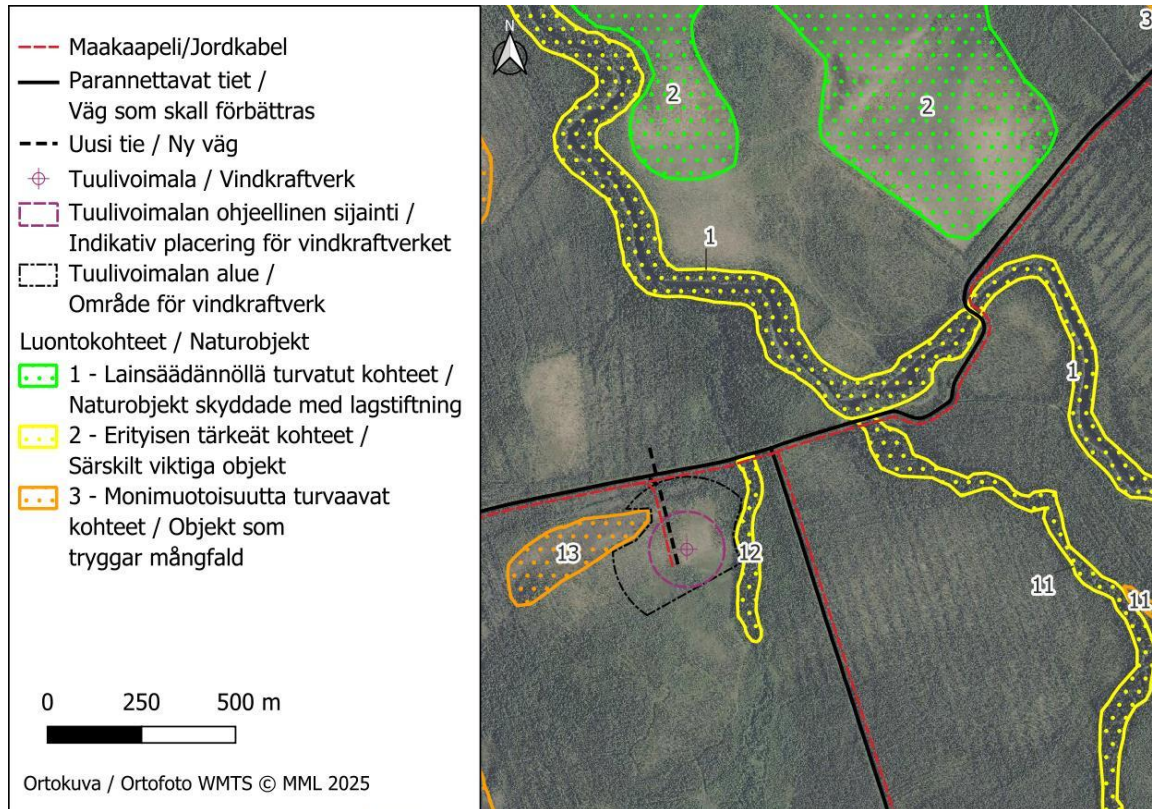 Maakaapeli/Jordkabel
Parannettavat tiet /
Väg som skall förbättras
Uusi tie / Ny väg
Tuulivoimala / Vindkraftverk
Tuulivoimalan ohjeellinen sijainti /
Indikativ placering för vindkraftverket
Tuulivoimalan alue /
Område för vindkraftverk
Luontokohteet / Naturobjekt
1 - Lainsäädännöllä turvatut kohteet /
Naturobjekt skyddade med lagstiftning
2 - Erityisen tärkeät kohteet /
Särskilt viktiga objekt
3 - Monimuotoisuutta turvaavat
kohteet / Objekt som
tryggar mångfald
0 250 500 m
Ortokuva / Ortofoto WMTS © MML 2025
N
3
2
2
1
1
13
12
11
11